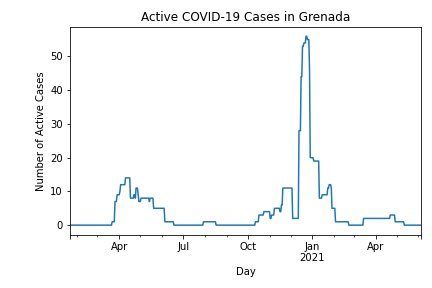 Active COVID-19 Cases in Grenada
Number of Active Cases
50
40
30
20
10
0
Apr Jul Oct Jan Apr
2021
Day